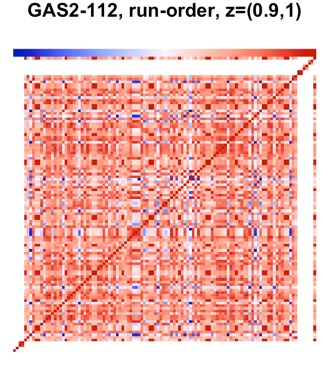 GAS2-112, run-order, z=(0.9,1)